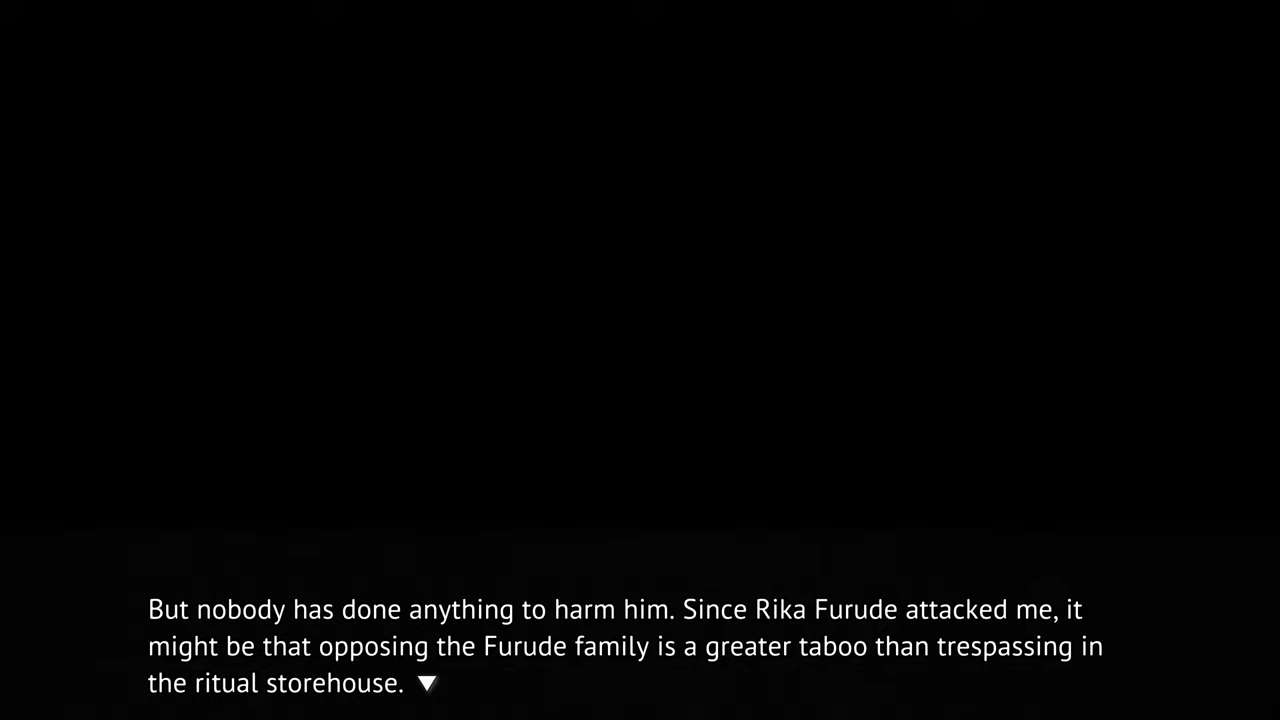 But nobody has done anything to harm him. Since Rika Furude attacked me, it
might be that opposing the Furude family is a greater taboo than trespassing in
the ritual storehouse.